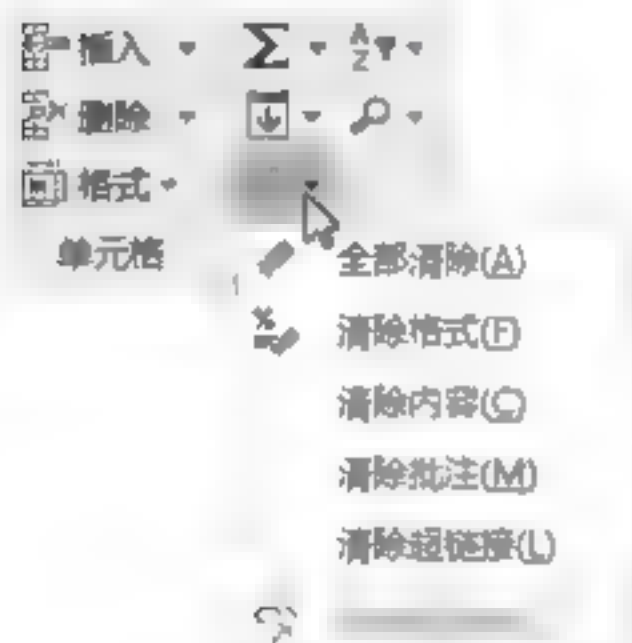 插入
删除
格式
单元格
全部清除(A)
清除格式(F)
清除内容(C)
清除批注(M)
清除超链接(L)